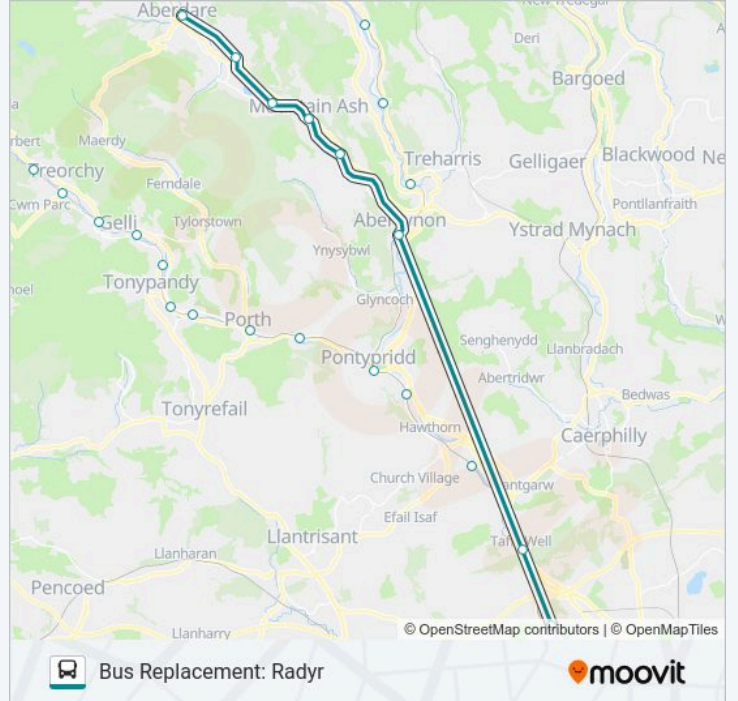 New Tredegar
Aberdare
Deri
Bargoed
Mountain Ash
Maerdy
Treorchy
Treharris
Gelligaer
Blackwood
Ne
Ferndale
Cwm Parc
Pontllanfraith
Gelli
Tylorstown
Abercynon
Ystrad Mynach
Ynysybwl
Tonypandy
Glyncoch
Porth
Senghenydd
Llanbradach
Pontypridd
Abertridwr
Bedwas
Tonyrefail
Hawthorn
Caerphilly
Church Village
Nantgarw
Efail Isaf
Llantrisant
Taffs Well
Llanharan
Pencoed
Llanharry
© OpenStreetMap contributors | © OpenMapTiles
Bus Replacement: Radyr
moovit